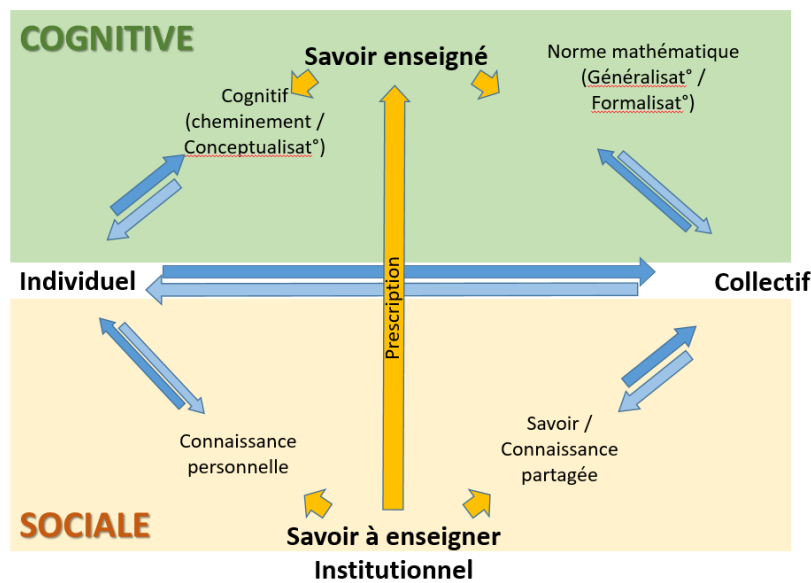 COGNITIVE
Savoir enseigné
Norme mathématique
(Généralisat° /
Formalisat°)
Cognitif
(cheminement /
Conceptualisat°)
Prescription
Individuel
Collectif
Connaissance
personnelle
Savoir /
Connaissance
partagée
SOCIALE
Savoir à enseigner
Institutionnel